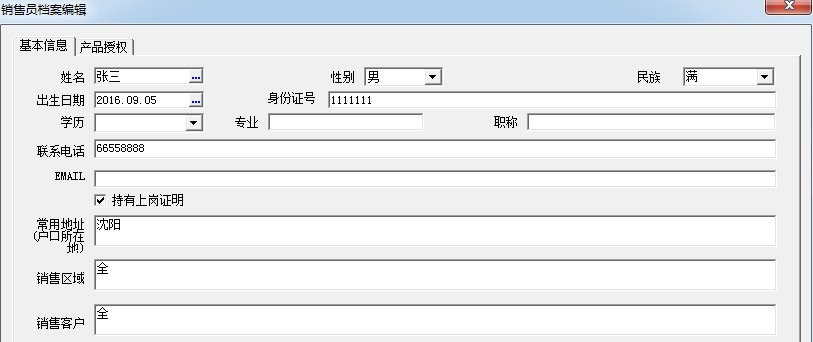 销售员档案编辑
基本信息 产品授权
姓名 张三 ... 性别 男 民族 满
出生日期 2016.09.05 ... 身份证号 1111111
学历 专业 职称
联系电话 66558888
EMAIL
持有上岗证明
常用地址 沈阳
(户口所在
地)
销售区域 全
销售客户 全